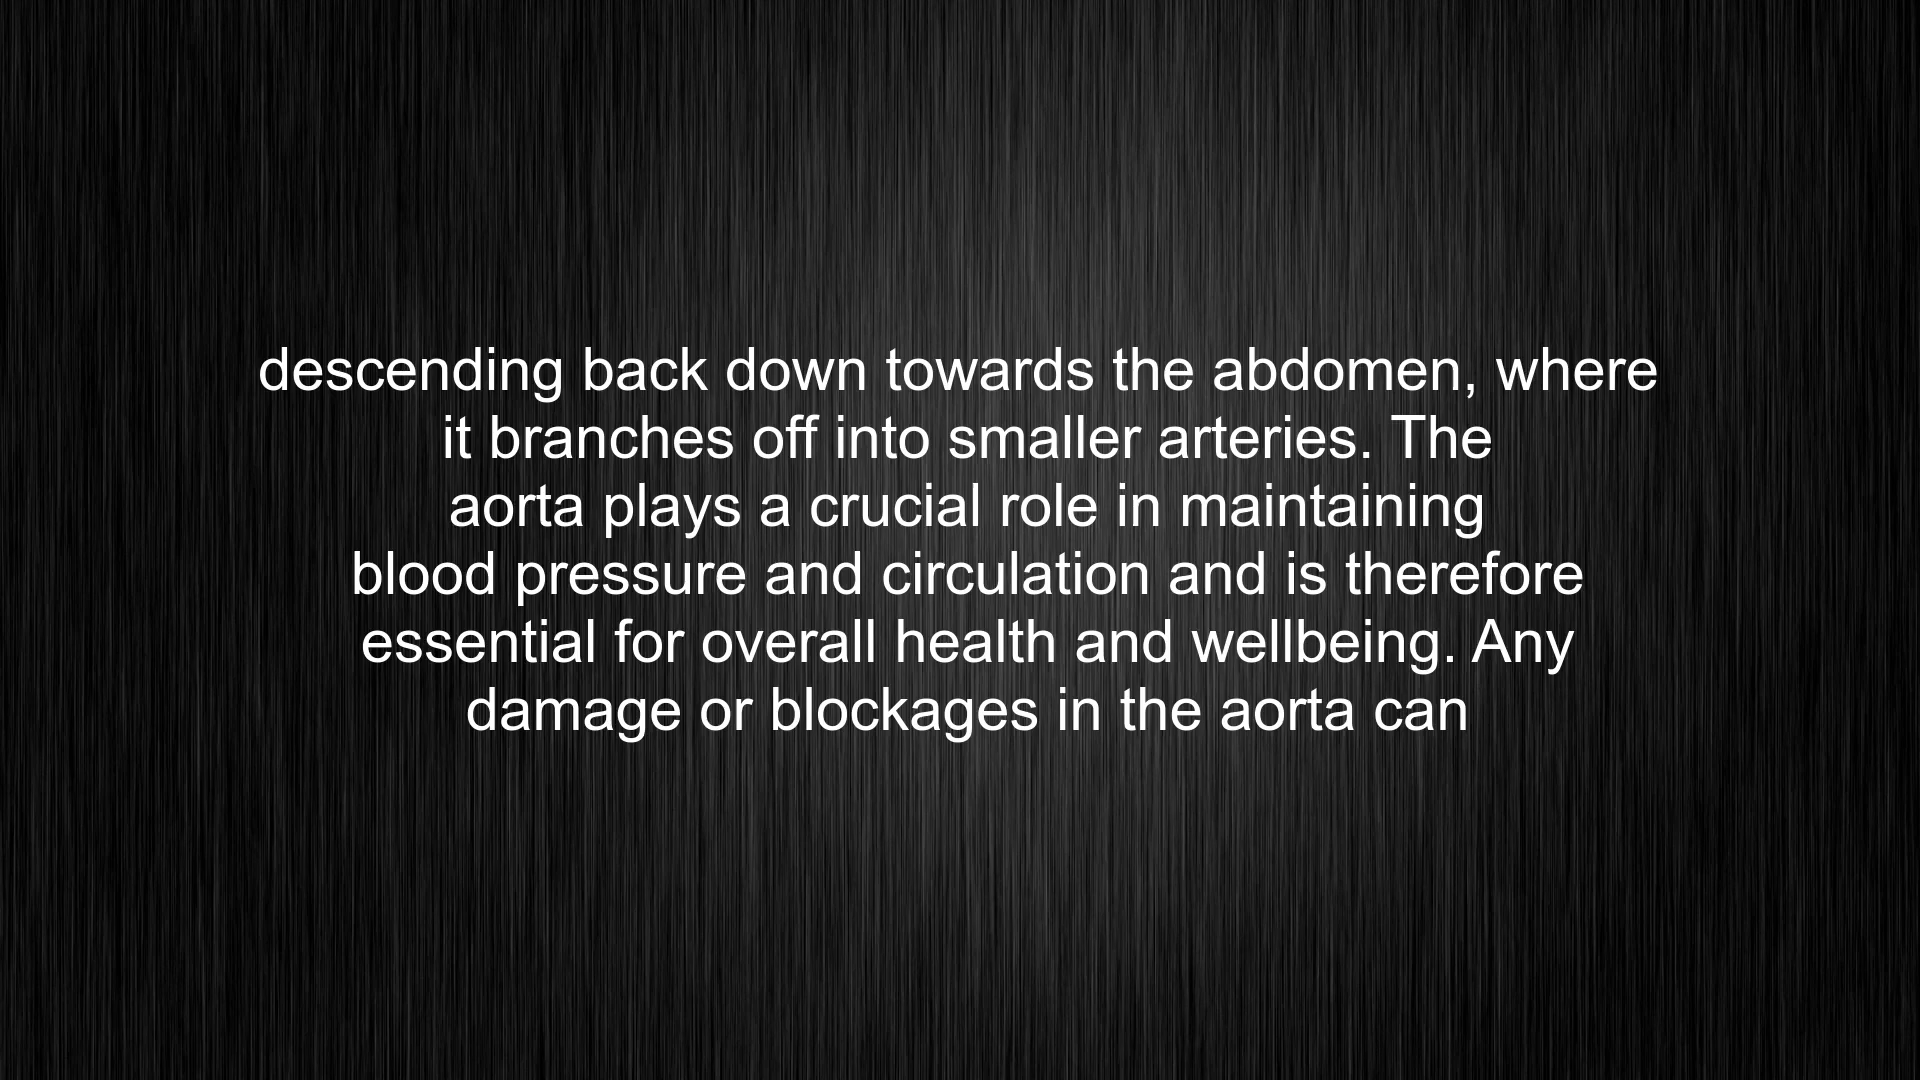 descending back down towards the abdomen, where
it branches off into smaller arteries. The
aorta plays a crucial role in maintaining
blood pressure and circulation and is therefore
essential for overall health and wellbeing. Any
damage or blockages in the aorta can